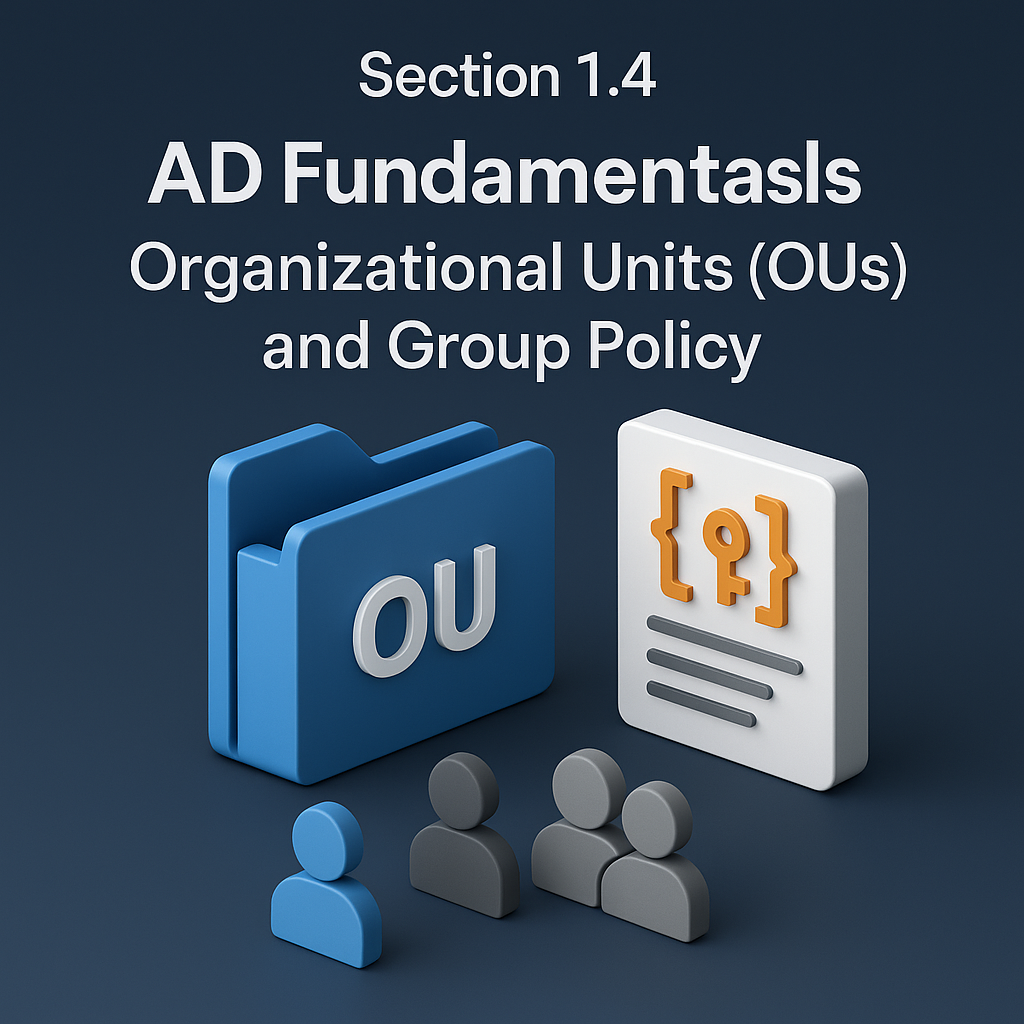 Section 1.4
AD Fundamentasls
Organizational Units (OUs)
and Group Policy
OU